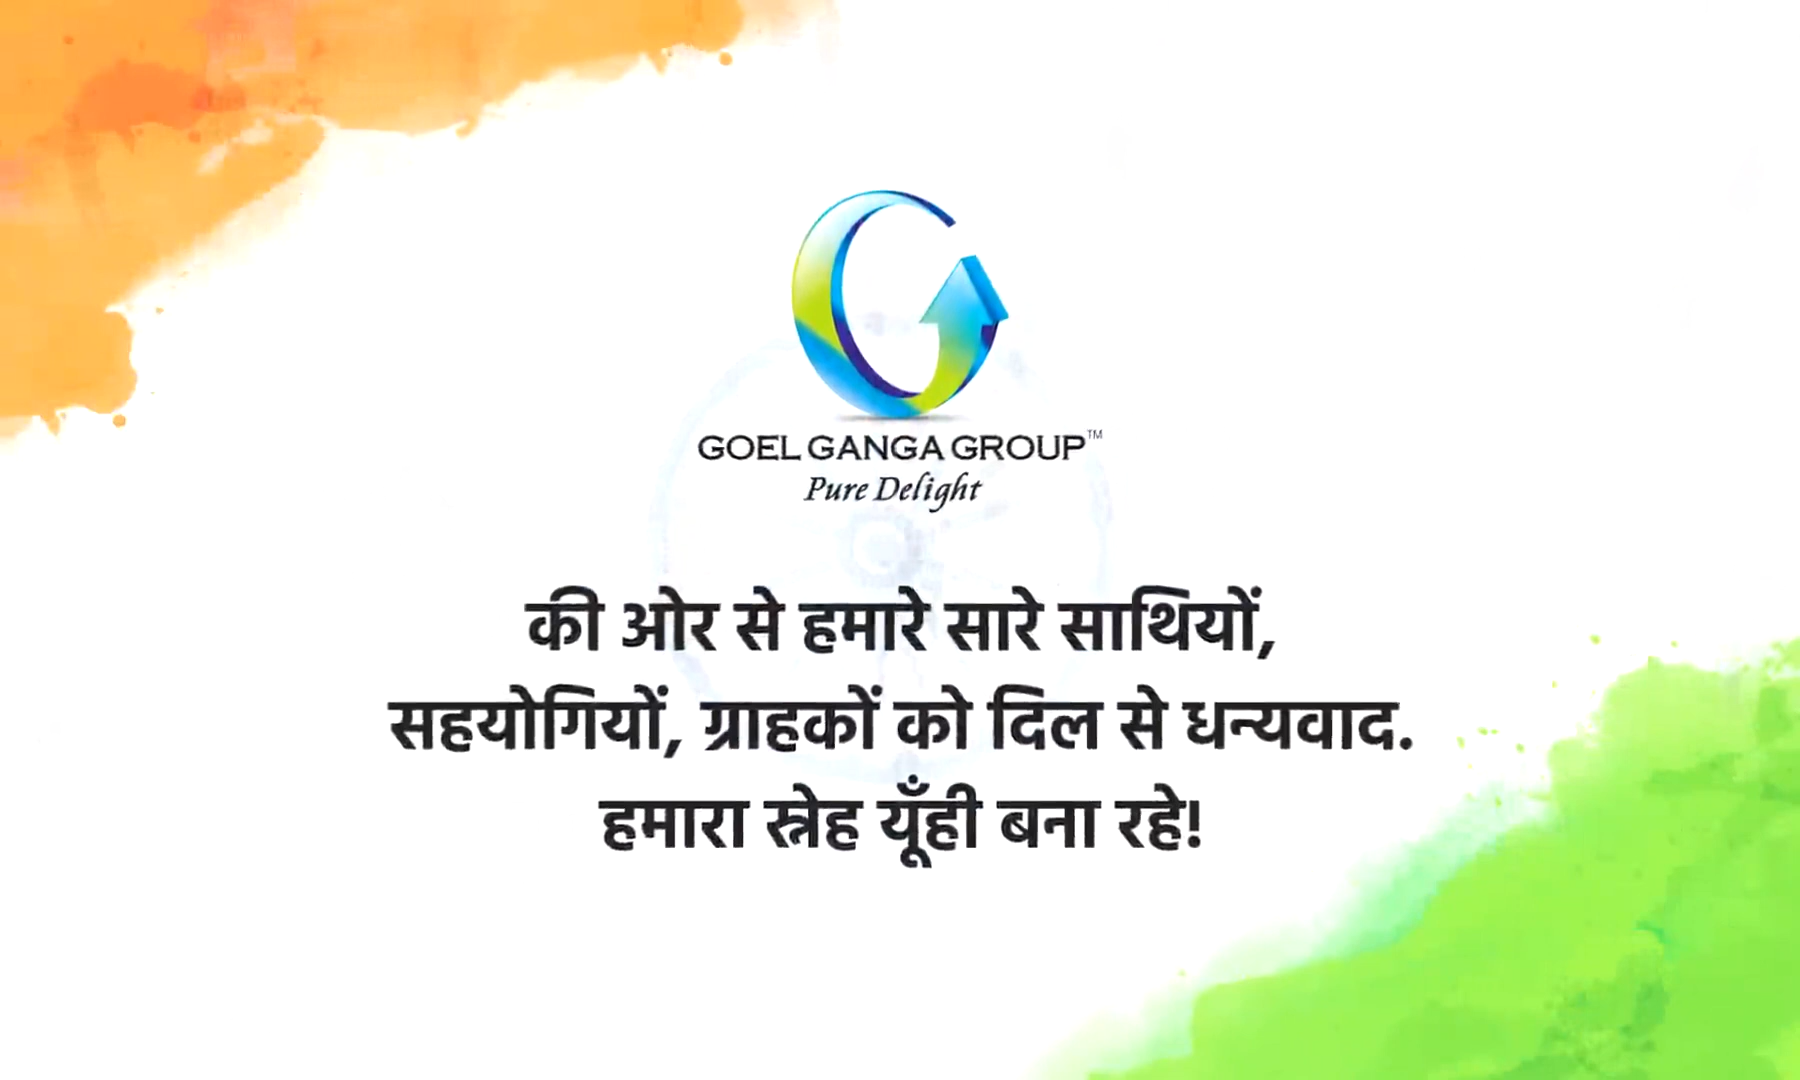 GOEL GANGA GROUP™
Pure Delight
की ओर से हमारे सारे साथियों,
सहयोगियों, ग्राहकों को दिल से धन्यवाद.
हमारा स्नेह यूँही बना रहे!